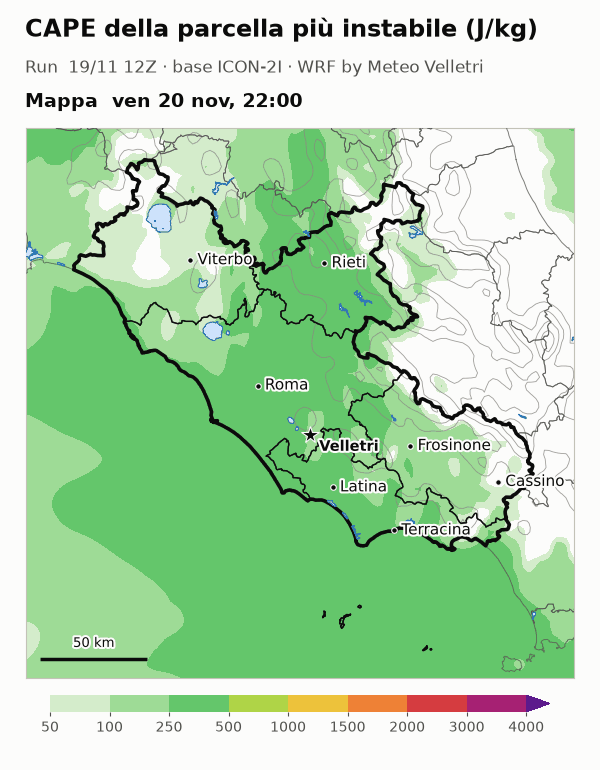 CAPE della parcella più instabile (J/kg)
Run  19/11 12Z · base ICON-2I · WRF by Meteo Velletri
Mappa  ven 20 nov, 22:00
Viterbo
Rieti
Roma
Velletri
Frosinone
Cassino
Latina
Terracina
50 km
50 100 250 500 1000 1500 2000 3000 4000